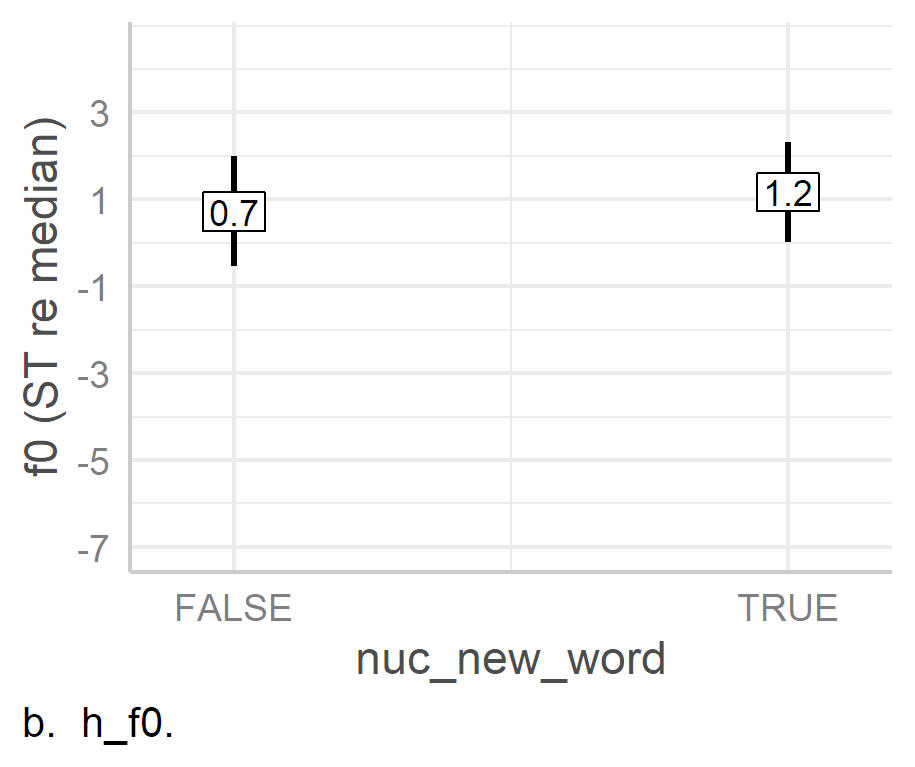 f0 (ST re median)
3
1
-1
-3
-5
-7
0.7
1.2
FALSE
TRUE
nuc_new_word
b. h_f0.